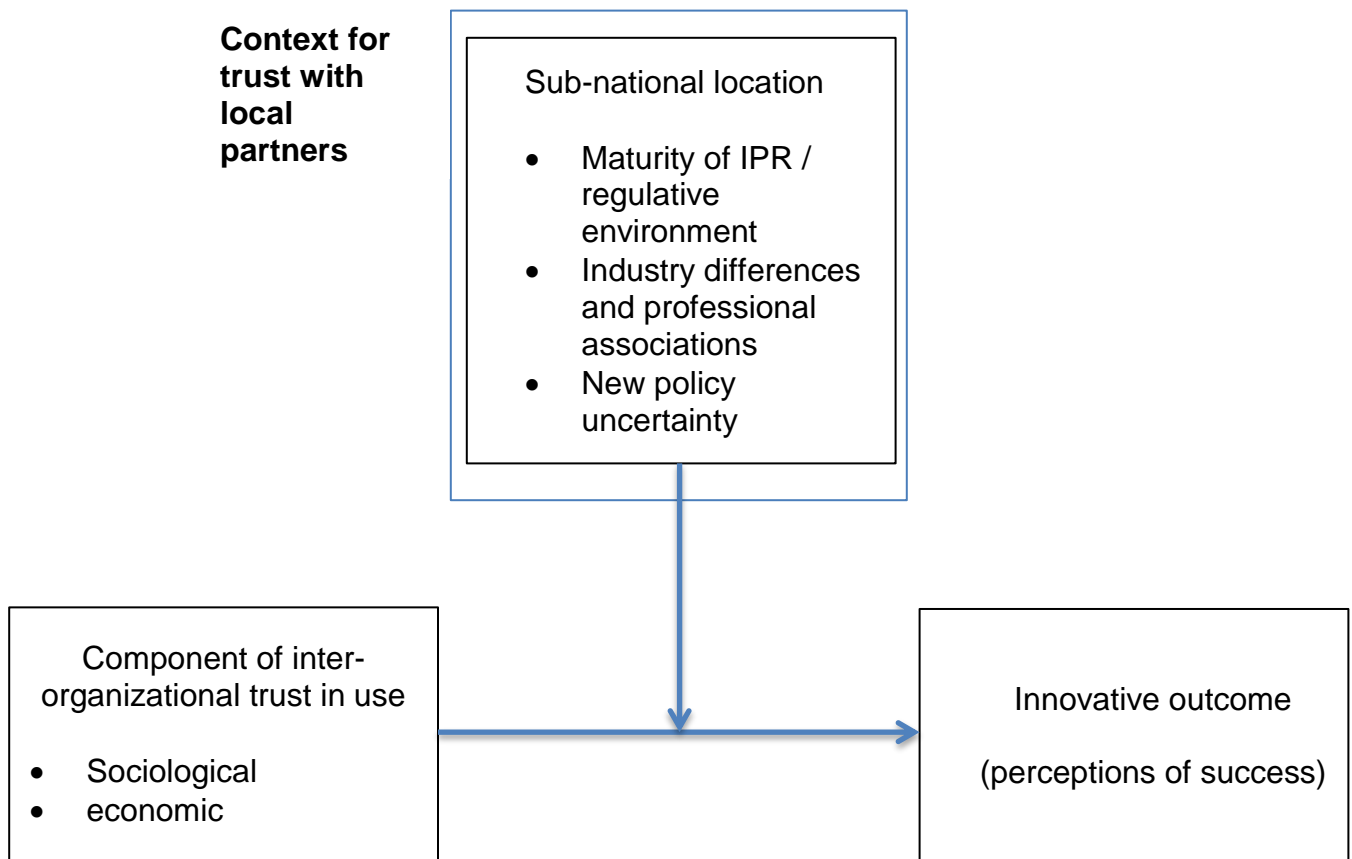 Context for
trust with
local
partners
Sub-national location
• Maturity of IPR /
regulative
environment
• Industry differences
and professional
associations
• New policy
uncertainty
Component of inter-
organizational trust in use
• Sociological
• economic
Innovative outcome
(perceptions of success)